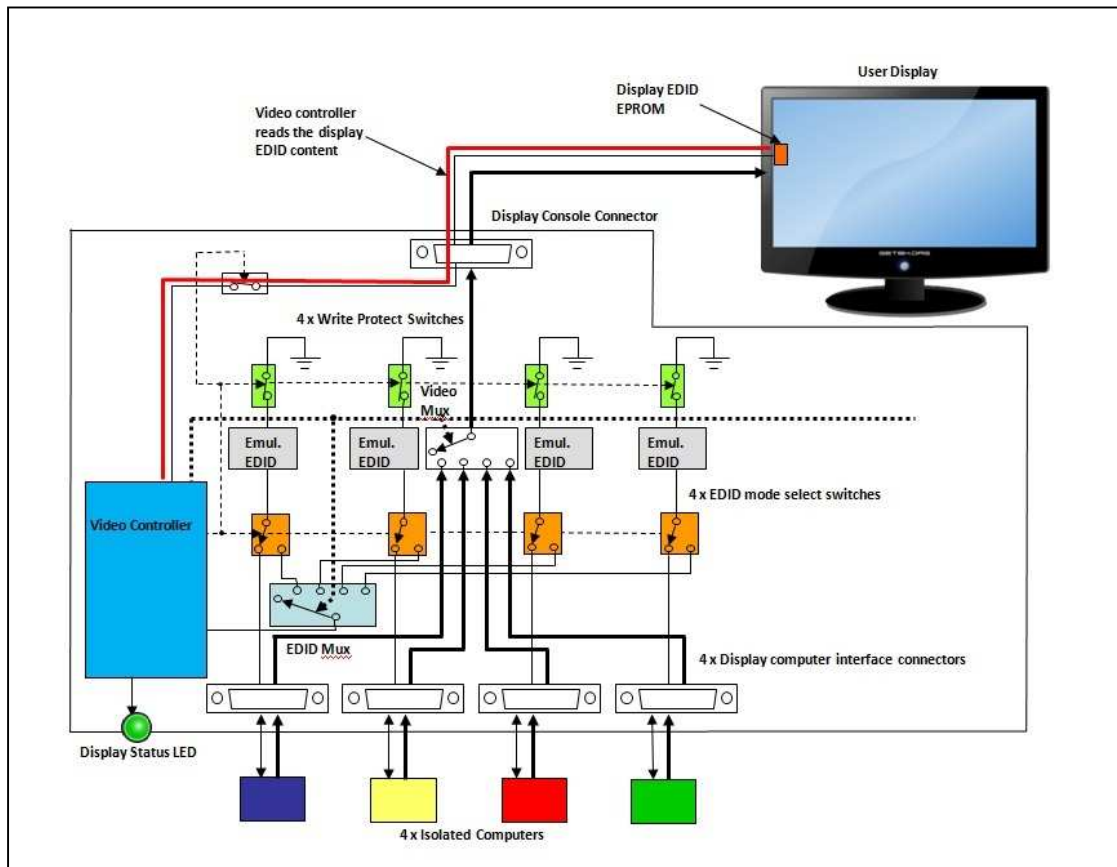 User Display
Display EDID
EPROM
Video controller
reads the display
EDID content
Display Console Connector
4 x Write Protect Switches
Video
Mux
Emul.
EDID
Emul.
EDID
Emul.
EDID
Emul.
EDID
4 x EDID mode select switches
Video Controller
EDID Mux
4 x Display computer interface connectors
Display Status LED
4 x Isolated Computers